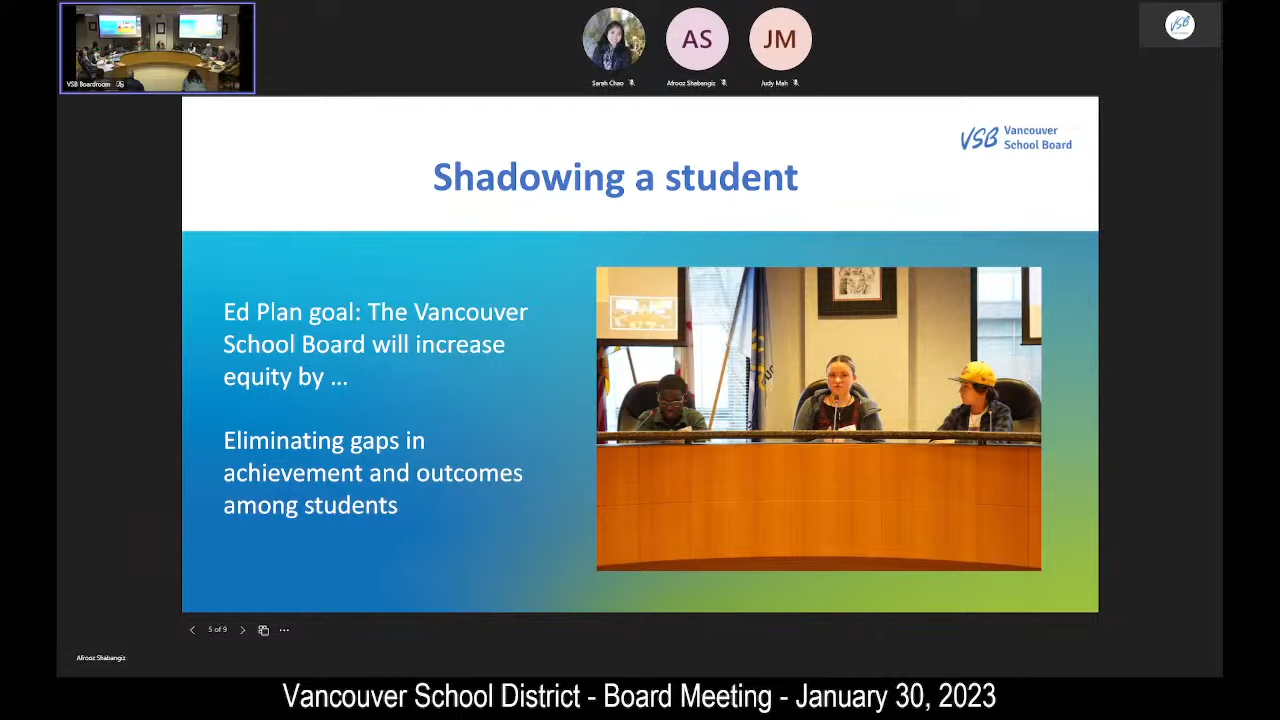 VSB Boardroom
Sarah Chao
AS
Afrooz Shabangiz
JM
Judy Mah
VSB
VSB Vancouver
School Board
Shadowing a student
Ed Plan goal: The Vancouver
School Board will increase
equity by ...
Eliminating gaps in
achievement and outcomes
among students
5 of 9
Afrooz Shabangiz
Vancouver School District - Board Meeting - January 30, 2023